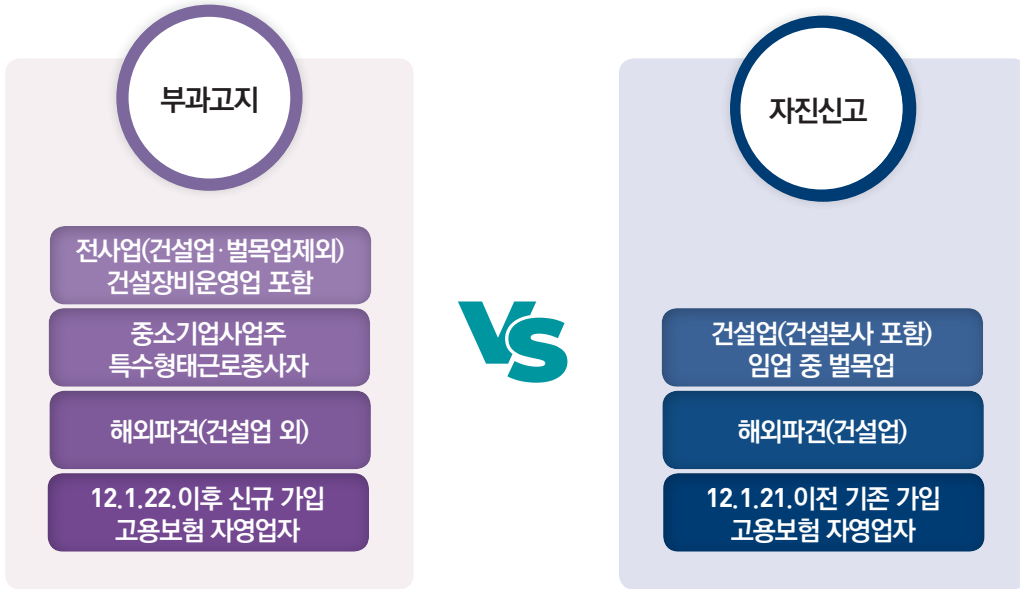 부과고지
전사업(건설업·벌목업제외)
건설장비운영업 포함
중소기업사업주
특수형태근로종사자
해외파견(건설업 외)
12.1.22.이후 신규 가입
고용보험 자영업자
VS
자진신고
건설업(건설본사 포함)
임업 중 벌목업
해외파견(건설업)
12.1.21.이전 기존 가입
고용보험 자영업자